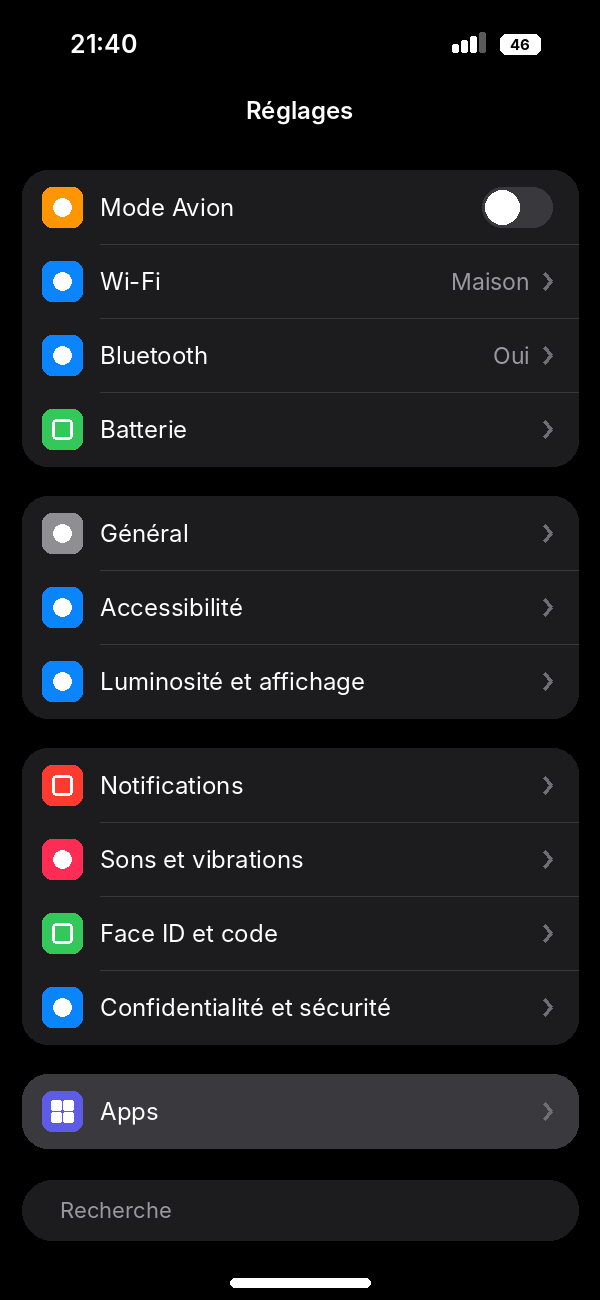 21:40
46
Réglages
Mode Avion
Wi-Fi Maison
Bluetooth Oui
Batterie
Général
Accessibilité
Luminosité et affichage
Notifications
Sons et vibrations
Face ID et code
Confidentialité et sécurité
Apps
Recherche